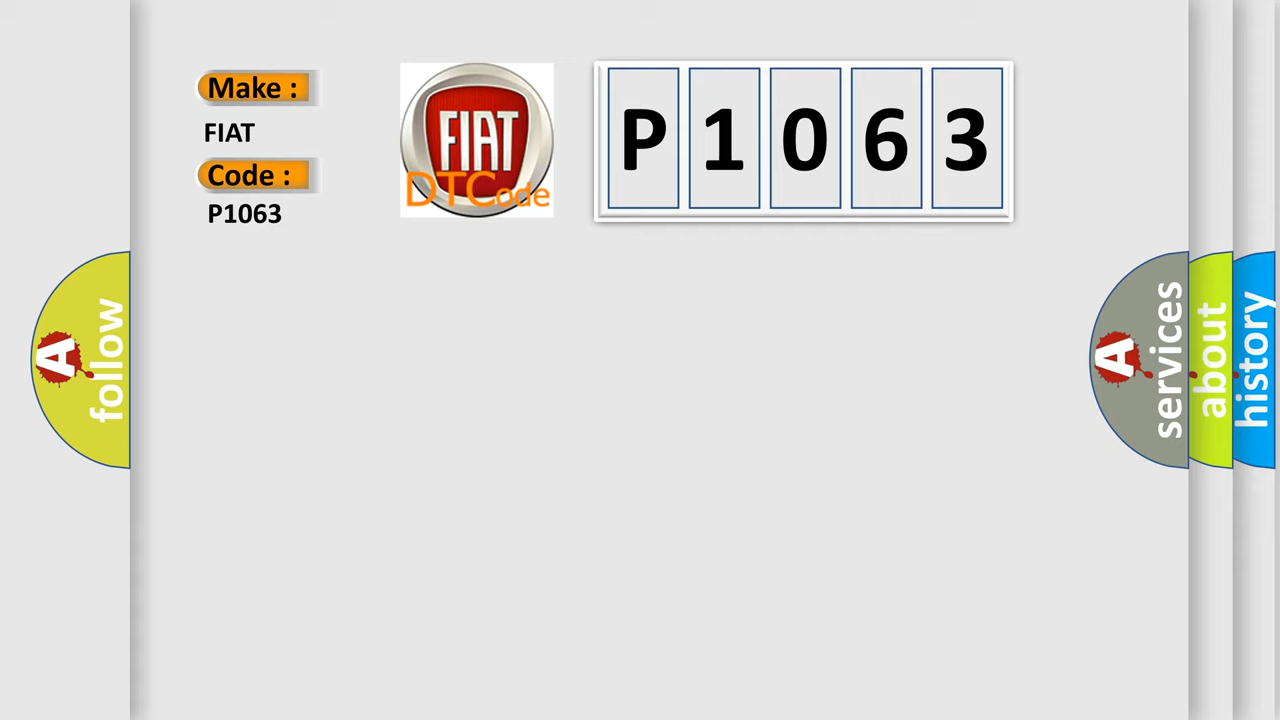 Make :
FIAT
Code :
P1063
FIAT
DTCode
P 1 0 6 3
A follow
A services
about
history